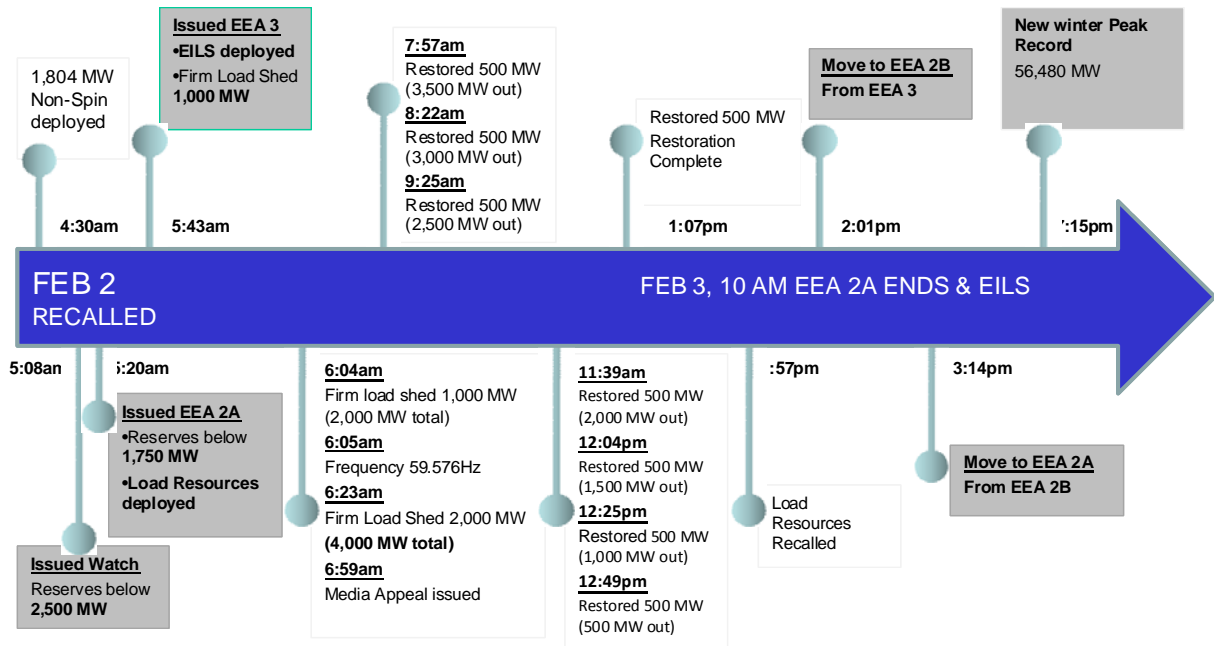 1,804 MW
Non-Spin
deployed
4:30am
Issued EEA 3
•EILS deployed
•Firm Load Shed
1,000 MW
5:43am
7:57am
Restored 500 MW
(3,500 MW out)
8:22am
Restored 500 MW
(3,000 MW out)
9:25am
Restored 500 MW
(2,500 MW out)
Restored 500 MW
Restoration
Complete
1:07pm
Move to EEA 2B
From EEA 3
2:01pm
New winter Peak
Record
56,480 MW
:15pm
FEB 2
RECALLED
FEB 3, 10 AM EEA 2A ENDS & EILS
5:08am
Issued Watch
Reserves below
2,500 MW
:20am
Issued EEA 2A
•Reserves below
1,750 MW
•Load Resources
deployed
6:04am
Firm load shed 1,000 MW
(2,000 MW total)
6:05am
Frequency 59.576Hz
6:23am
Firm Load Shed 2,000 MW
(4,000 MW total)
6:59am
Media Appeal issued
11:39am
Restored 500 MW
(2,000 MW out)
12:04pm
Restored 500 MW
(1,500 MW out)
12:25pm
Restored 500 MW
(1,000 MW out)
12:49pm
Restored 500 MW
(500 MW out)
:57pm
Load
Resources
Recalled
3:14pm
Move to EEA 2A
From EEA 2B